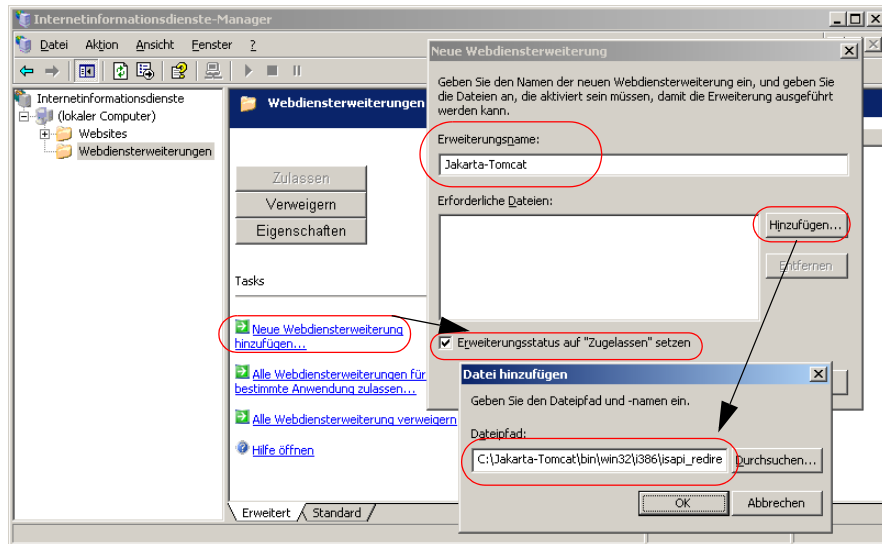 Internetinformationsdienste-Manager
Datei Aktion Ansicht Fenster ?
Internetinformationsdienste
(lokaler Computer)
Websites
Webdiensterweiterungen
Webdiensterweiterungen
Zulassen
Verweigern
Eigenschaften
Tasks
Neue Webdiensterweiterung
hinzufügen...
Alle Webdiensterweiterungen für
bestimmte Anwendung zulassen...
Alle Webdiensterweiterung verweigern
Hilfe öffnen
Erweitert Standard
Neue Webdiensterweiterung
Geben Sie den Namen der neuen Webdiensterweiterung ein, und geben Sie
die Dateien an, die aktiviert sein müssen, damit die Erweiterung ausgeführt
werden kann.
Erweiterungsname:
Jakarta-Tomcat
Erforderliche Dateien:
Hinzufügen...
Entfernen
Erweiterungsstatus auf "Zugelassen" setzen
Datei hinzufügen
Geben Sie den Dateipfad und -namen ein.
Dateipfad:
C:\Jakarta-Tomcat\bin\win32\i386\isapi_redire
Durchsuchen...
OK Abbrechen